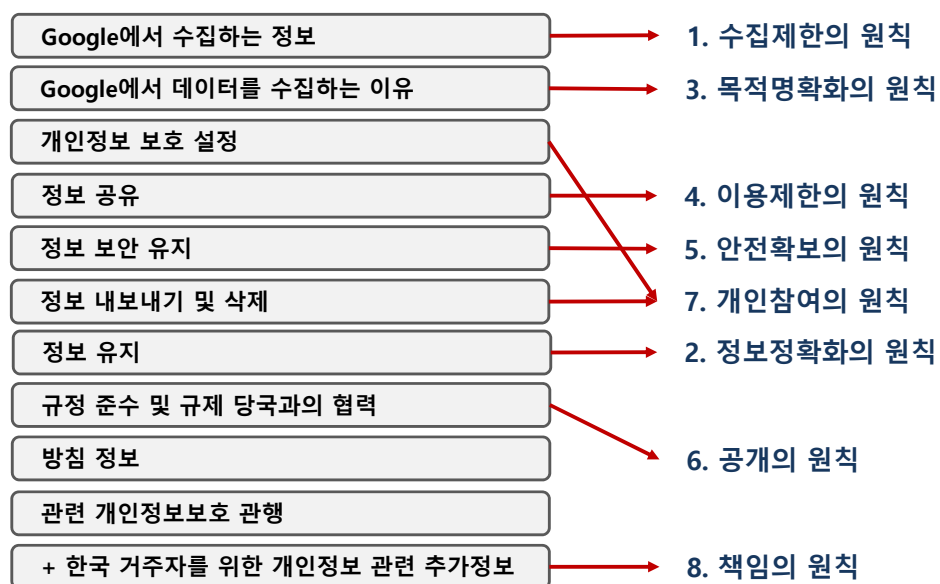 Google에서 수집하는 정보
1. 수집제한의 원칙
Google에서 데이터를 수집하는 이유
3. 목적명확화의 원칙
개인정보 보호 설정
정보 공유
4. 이용제한의 원칙
정보 보안 유지
5. 안전확보의 원칙
정보 내보내기 및 삭제
7. 개인참여의 원칙
정보 유지
2. 정보정확화의 원칙
규정 준수 및 규제 당국과의 협력
방침 정보
6. 공개의 원칙
관련 개인정보보호 관행
+ 한국 거주자를 위한 개인정보 관련 추가정보
8. 책임의 원칙